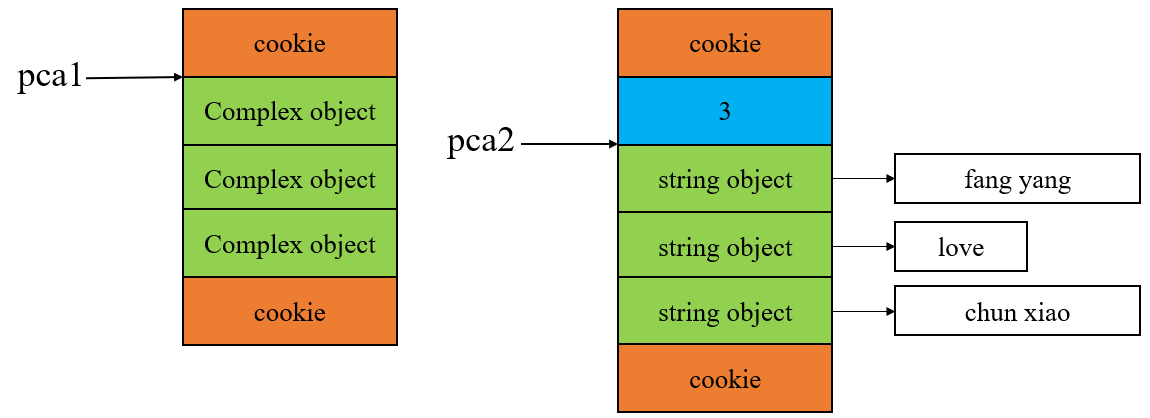 cookie
pca1
Complex object
Complex object
Complex object
cookie
cookie
3
pca2
string object
fang yang
string object
love
string object
chun xiao
cookie